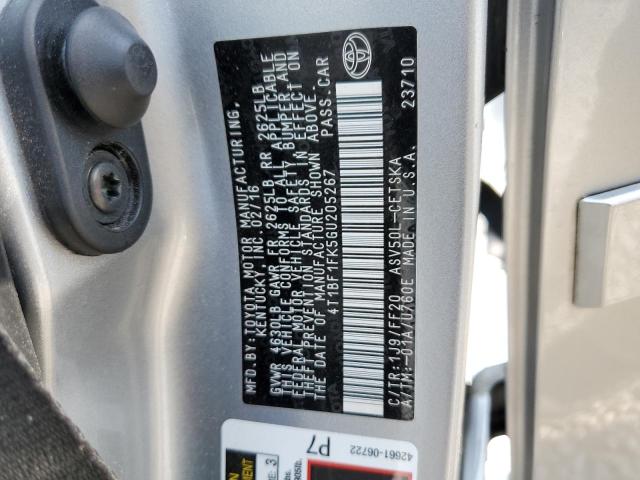 MFD.BY:TOYOTA MOTOR MANUFACTURING,
KENTUCKY, INC. 02/16
GVWR 4630LB GAWR FR 2625LB RR 2625LB
THIS VEHICLE CONFORMS TO ALL APPLICABLE
FEDERAL MOTOR VEHICLE SAFETY BUMPER AND
THEFT PREVENTION STANDARDS IN EFFECT ON
THE DATE OF MANUFACTURE SHOWN ABOVE.
4T1BF1FK5GU205267 PASS.CAR
C/TR:1J9/FF20 ASV50L-CETSKA
A/TM:-01A/U760E MADE IN U.S.A.
23710
42661-06722
P7